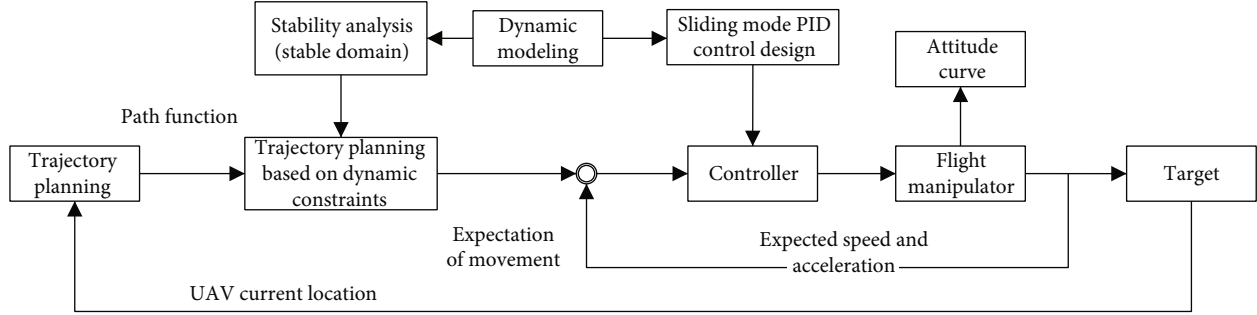 Stability analysis
(stable domain)
Dynamic
modeling
Sliding mode PID
control design
Attitude
curve
Path function
Trajectory
planning
Trajectory planning
based on dynamic
constraints
Controller
Flight
manipulator
Target
Expectation
of movement
Expected speed and
acceleration
UAV current location